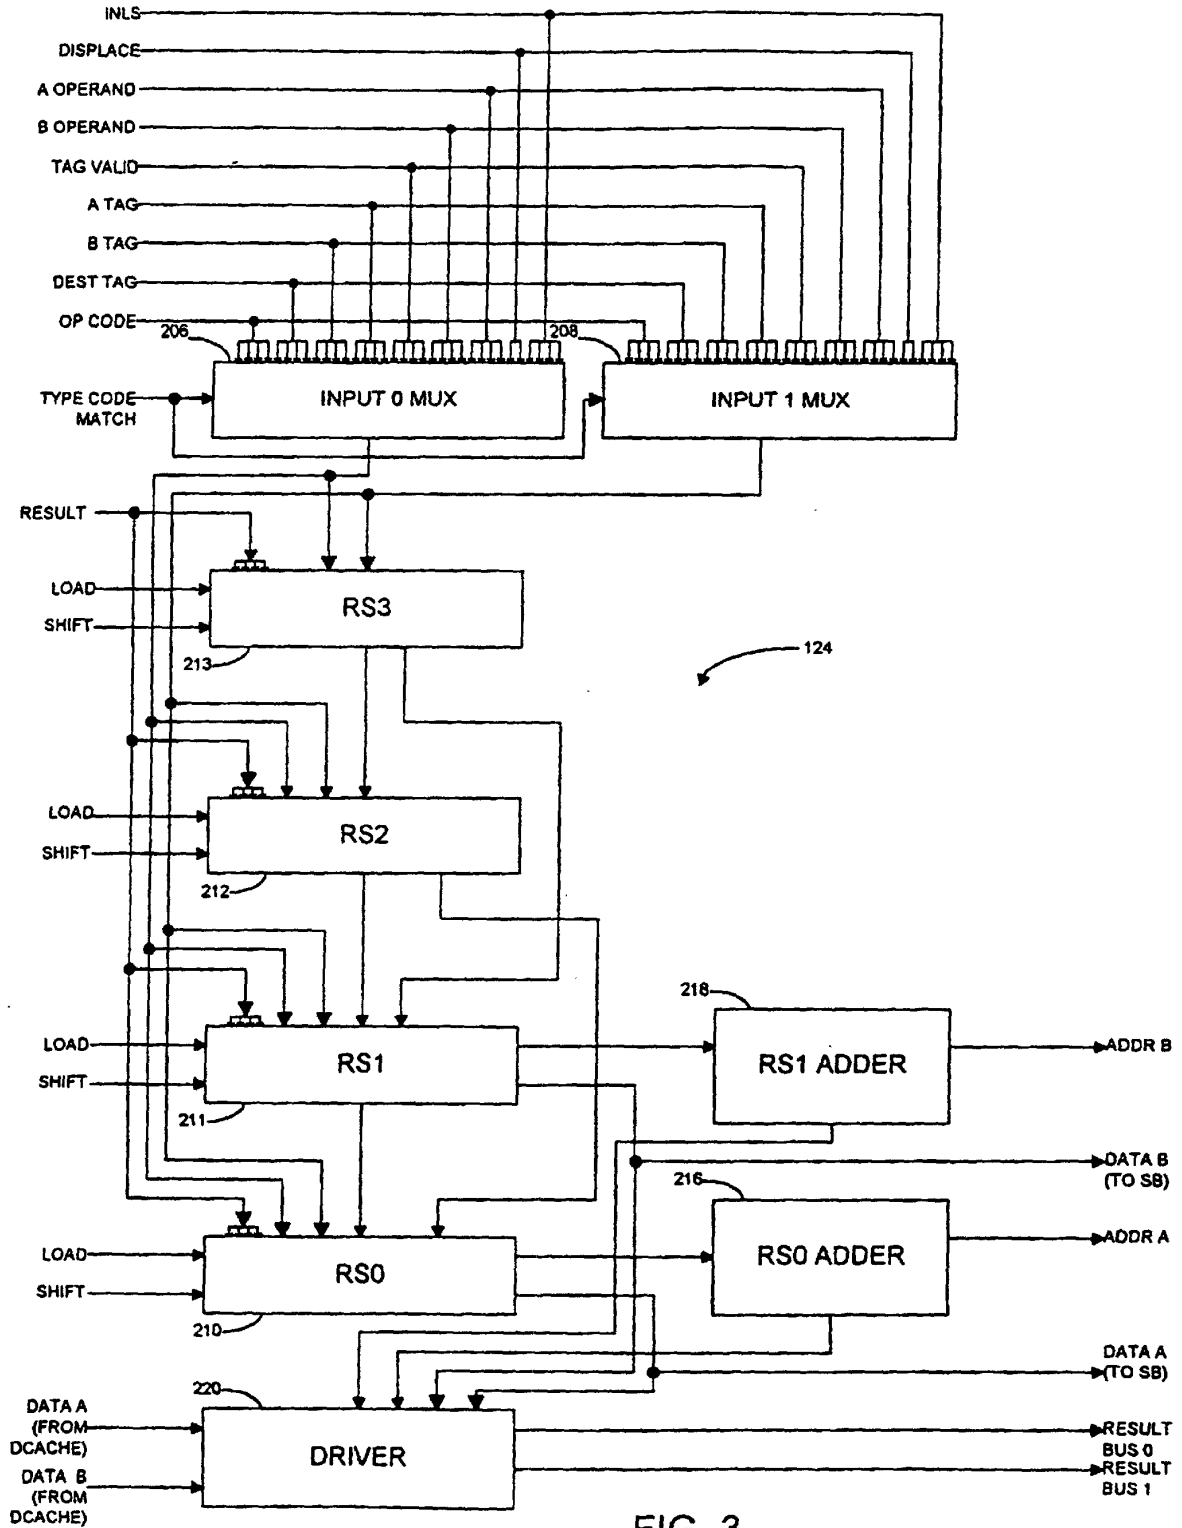 INLS
DISPLACE
A OPERAND
B OPERAND
TAG VALID
A TAG
B TAG
DEST TAG
OP CODE
206
208
TYPE CODE
MATCH
INPUT 0 MUX
INPUT 1 MUX
RESULT
LOAD
RS3
SHIFT
213
124
LOAD
RS2
SHIFT
212
218
LOAD
RS1
SHIFT
211
RS1 ADDER
ADDR B
DATA B
(TO SB)
216
LOAD
RS0
SHIFT
210
RS0 ADDER
ADDR A
DATA A
(TO SB)
220
DATA A
(FROM
DCACHE)
DATA B
(FROM
DCACHE)
DRIVER
RESULT
BUS 0
RESULT
BUS 1
FIG. 3